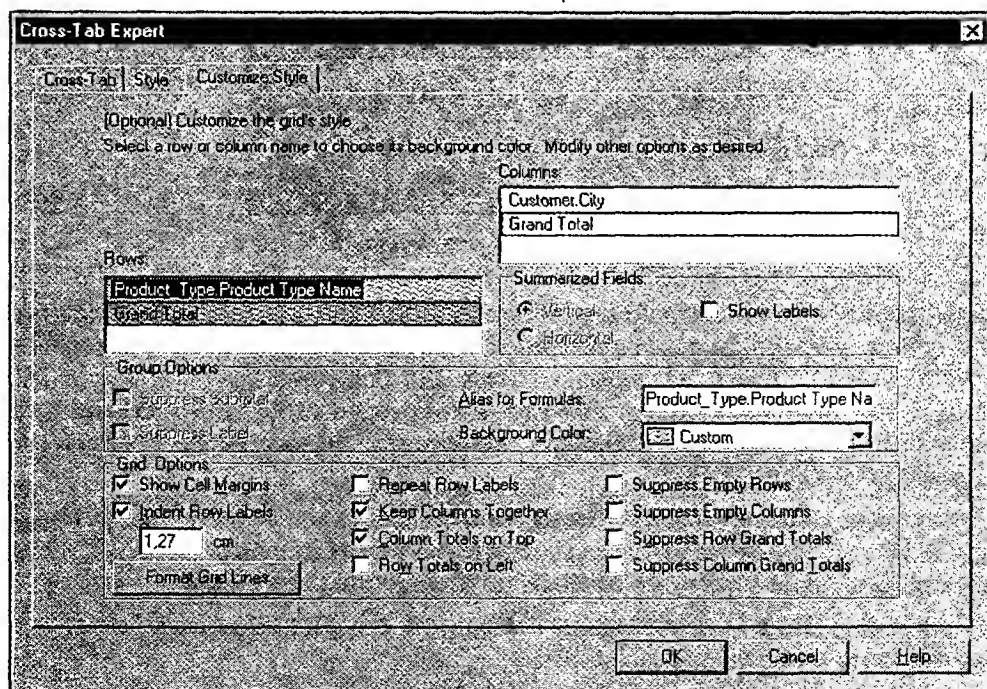 Cross-Tab Expert
Cross-Tab Style Customize Style
(Optional) Customize the grid's style
Select a row or column name to choose its background color. Modify other options as desired.
Columns:
Customer.City
Grand Total
Rows:
Product_Type.Product Type Name
Grand Total
Summarized Fields
Vertical Show Labels
Horizontal
Group Options
Suppress Subtotal Alias for Formulas: Product_Type.Product Type Na
Suppress Label Background Color: Custom
Grid Options
Show Cell Margins Repeat Row Labels Suppress Empty Rows
Indent Row Labels Keep Columns Together Suppress Empty Columns
1,27 cm Column Totals on Top Suppress Row Grand Totals
Format Grid Lines Row Totals on Left Suppress Column Grand Totals
OK Cancel Help